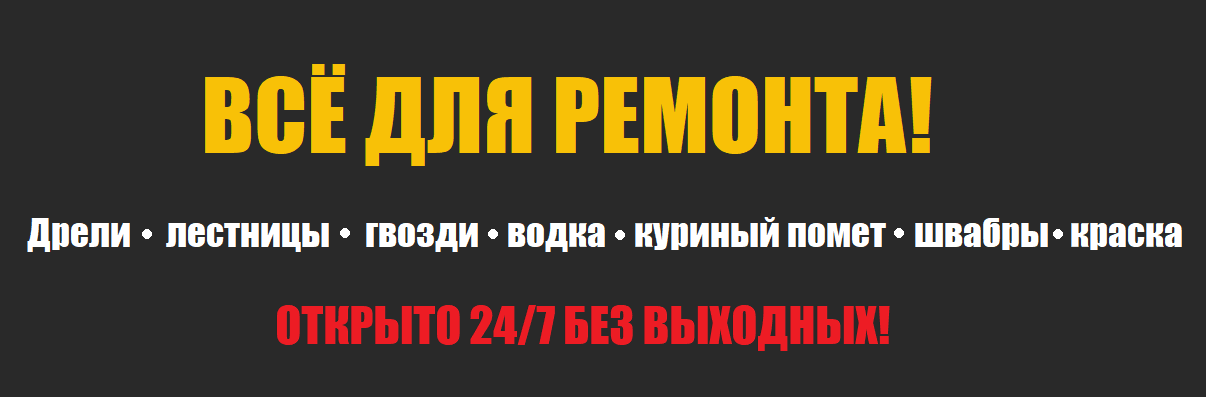 ВСЁ ДЛЯ РЕМОНТА!
Дрели • лестницы • гвозди • водка • куриный помет • швабры • краска
ОТКРЫТО 24/7 БЕЗ ВЫХОДНЫХ!